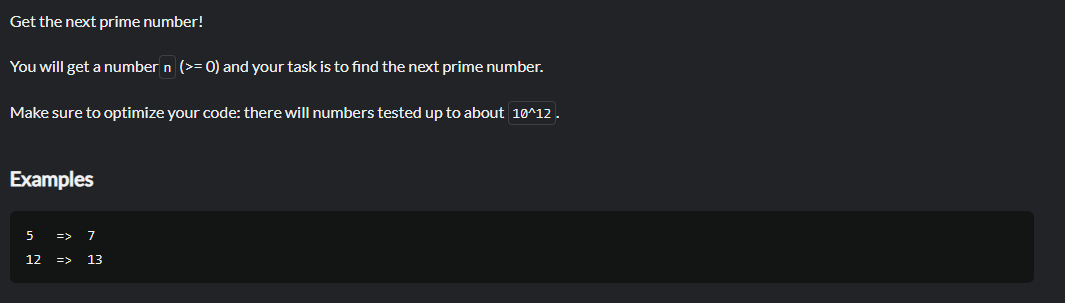 Get the next prime number!
You will get a number n (>= 0) and your task is to find the next prime number.
Make sure to optimize your code: there will numbers tested up to about 10^12.
Examples
5   =>  7
12  =>  13